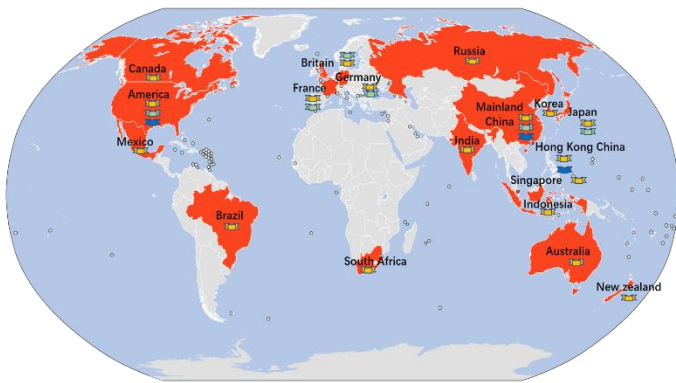 Russia
Canada
Britain
Germany
France
America
Mexico
Mainland
China
Korea
Japan
India
Hong Kong China
Singapore
Indonesia
Brazil
South Africa
Australia
New zealand